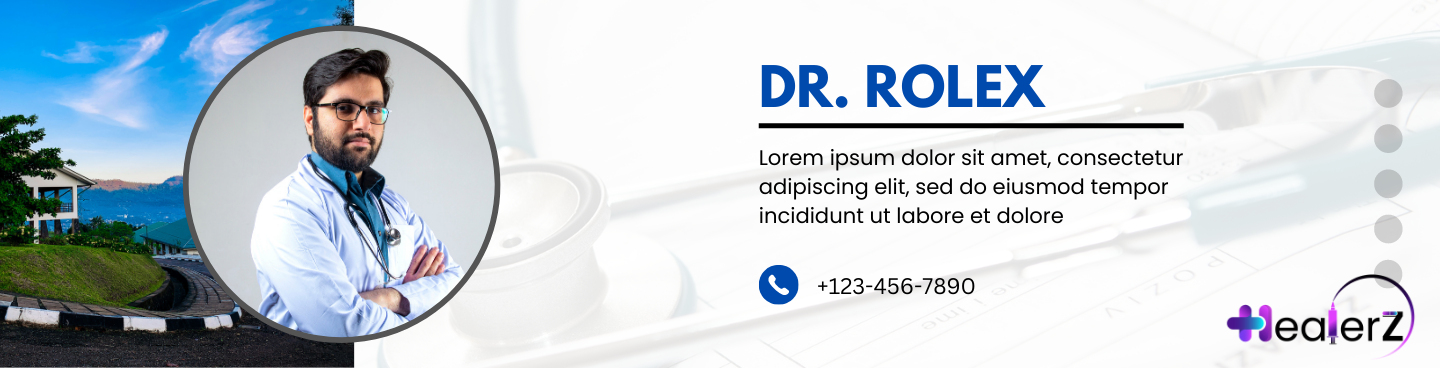 DR. ROLEX
Lorem ipsum dolor sit amet, consectetur
adipiscing elit, sed do eiusmod tempor
incididunt ut labore et dolore
+123-456-7890
HealerZ